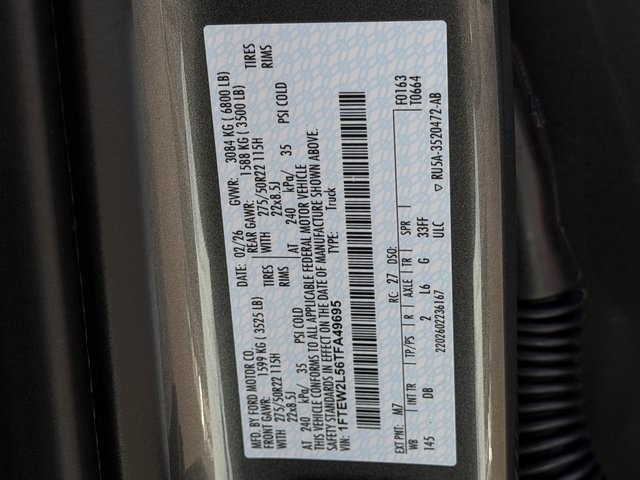 MFD. BY FORD MOTOR CO.
DATE: 02/26 GVWR: 3084 KG ( 6800 LB)
FRONT GAWR: 1599 KG ( 3525 LB) REAR GAWR: 1588 KG ( 3500 LB)
WITH 275/50R22 115H TIRES WITH 275/50R22 115H TIRES
22x8.5J RIMS 22x8.5J RIMS
AT 240 kPa/ 35 PSI COLD AT 240 kPa/ 35 PSI COLD
THIS VEHICLE CONFORMS TO ALL APPLICABLE FEDERAL MOTOR VEHICLE
SAFETY STANDARDS IN EFFECT ON THE DATE OF MANUFACTURE SHOWN ABOVE.
VIN: 1FTEW2L56TFA49695 TYPE: Truck
EXT PNT: M7 RC: 27 DSO: F0163
WB INT TR TP/PS R AXLE TR SPR T0664
145 DB 2 L6 G 33FF
ULC
2202602236167 ▽ RU5A-3520472-AB